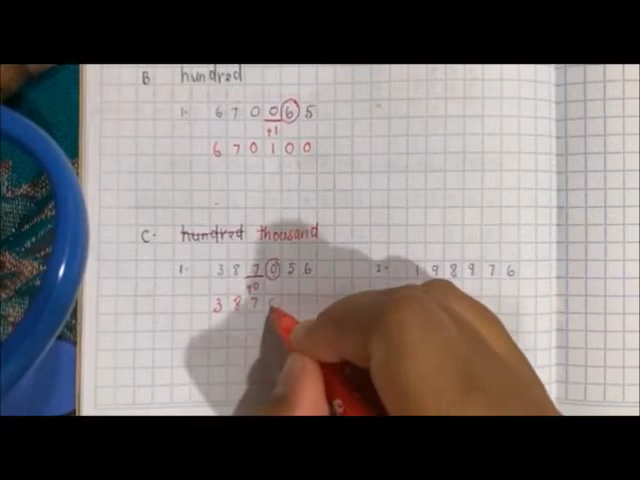 B hundred
1. 6 7 0 0 6 5
+1
6 7 0 1 0 0
C. hundred thousand
1. 3 8 7 0 5 6 2. 1 9 8 9 7 6
+0
3 8 7